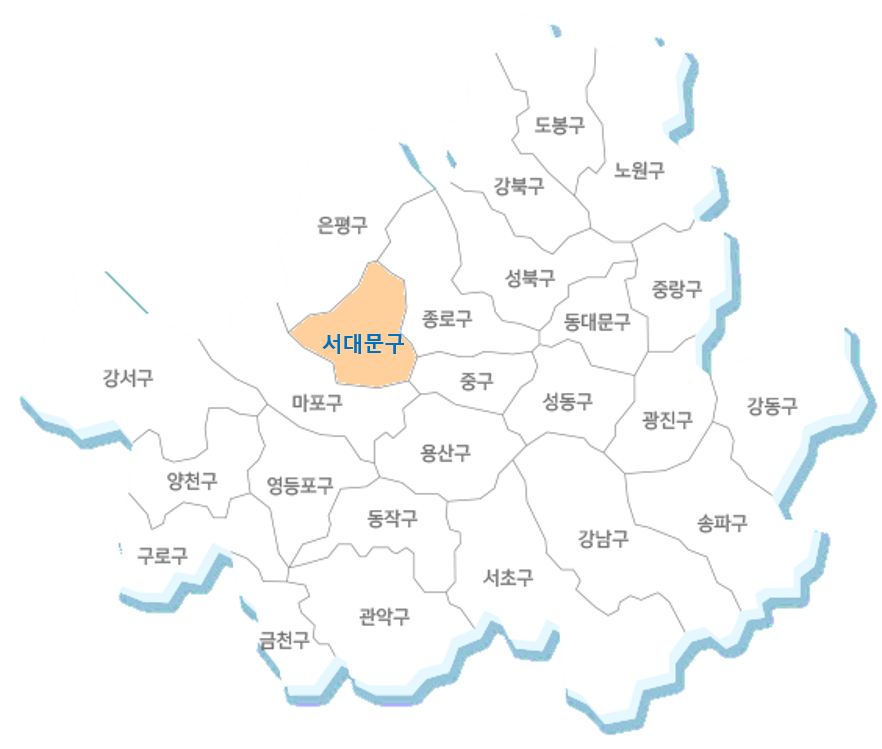 도봉구
노원구
강북구
은평구
성북구
중랑구
종로구
동대문구
서대문구
강서구
중구
마포구
성동구
강동구
광진구
용산구
양천구
영등포구
동작구
송파구
강남구
구로구
서초구
관악구
금천구